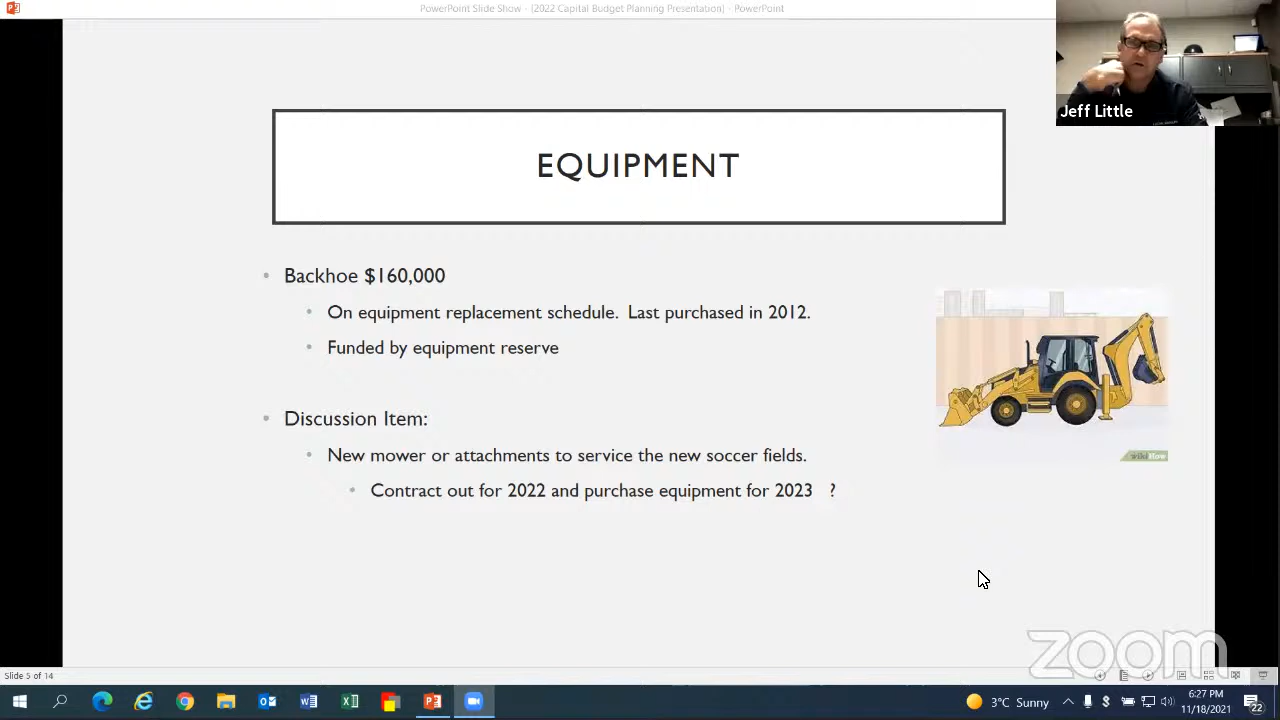 PowerPoint Slide Show - [2022 Capital Budget Planning Presentation] - PowerPoint
Jeff Little
EQUIPMENT
Backhoe $160,000
On equipment replacement schedule. Last purchased in 2012.
Funded by equipment reserve
Discussion Item:
New mower or attachments to service the new soccer fields.
Contract out for 2022 and purchase equipment for 2023 ?
wikiHow
zoom
Slide 5 of 14
3°C Sunny
6:27 PM
11/18/2021
22